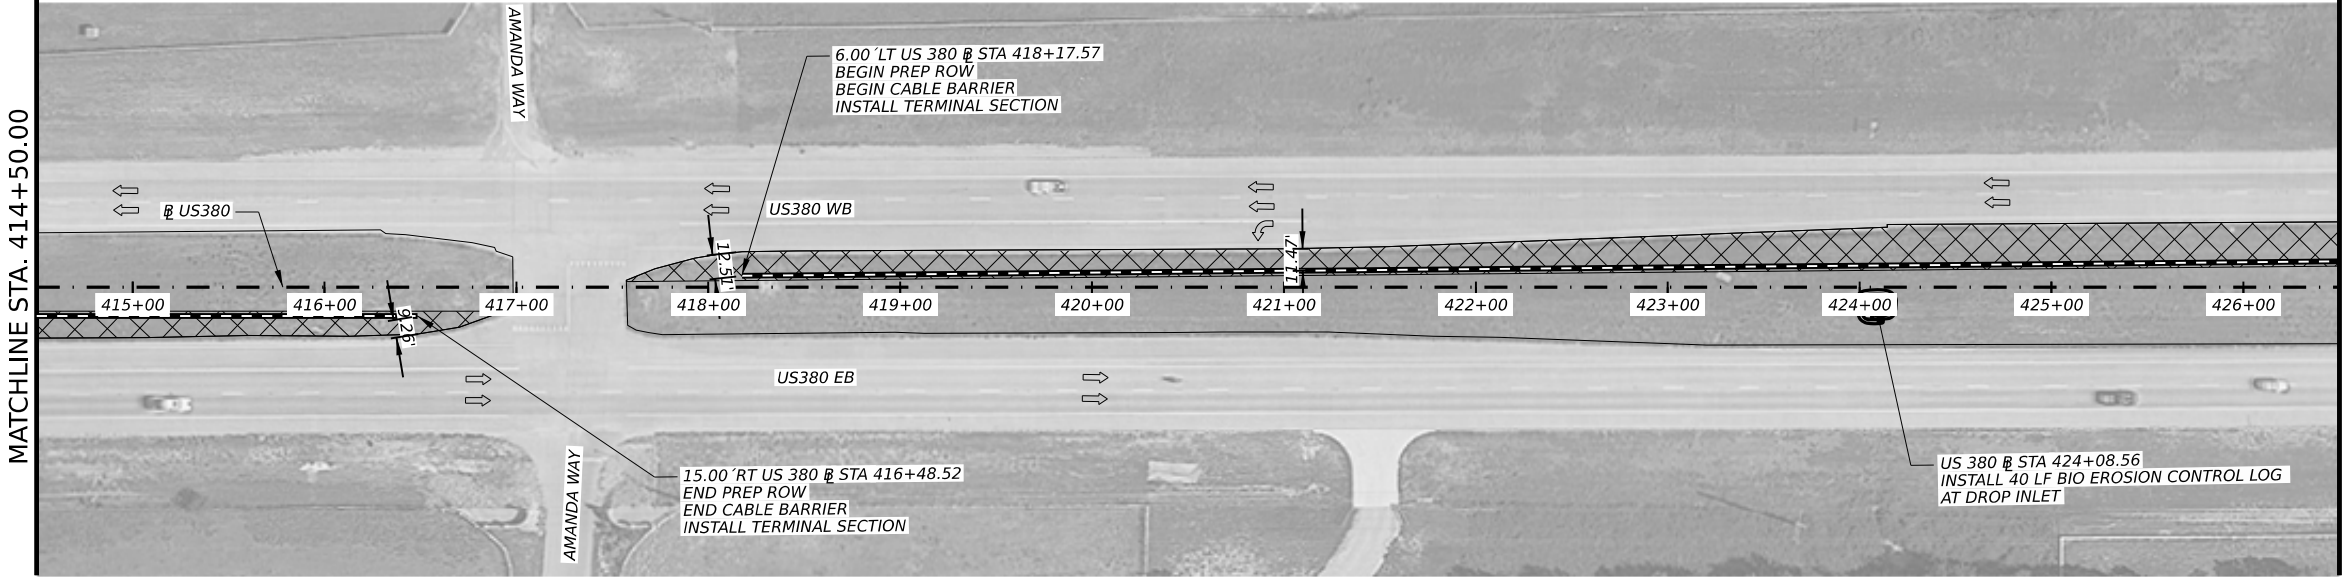 MATCHLINE STA. 414+50.00
AMANDA WAY
6.00´LT US 380 ℄ STA 418+17.57
BEGIN PREP ROW
BEGIN CABLE BARRIER
INSTALL TERMINAL SECTION
BL US380
US380 WB
12.51'
11.47'
415+00
416+00
417+00
418+00
419+00
420+00
421+00
422+00
423+00
424+00
425+00
426+00
9.26'
US380 EB
AMANDA WAY
15.00´RT US 380 BL STA 416+48.52
END PREP ROW
END CABLE BARRIER
INSTALL TERMINAL SECTION
US 380 BL STA 424+08.56
INSTALL 40 LF BIO EROSION CONTROL LOG
AT DROP INLET